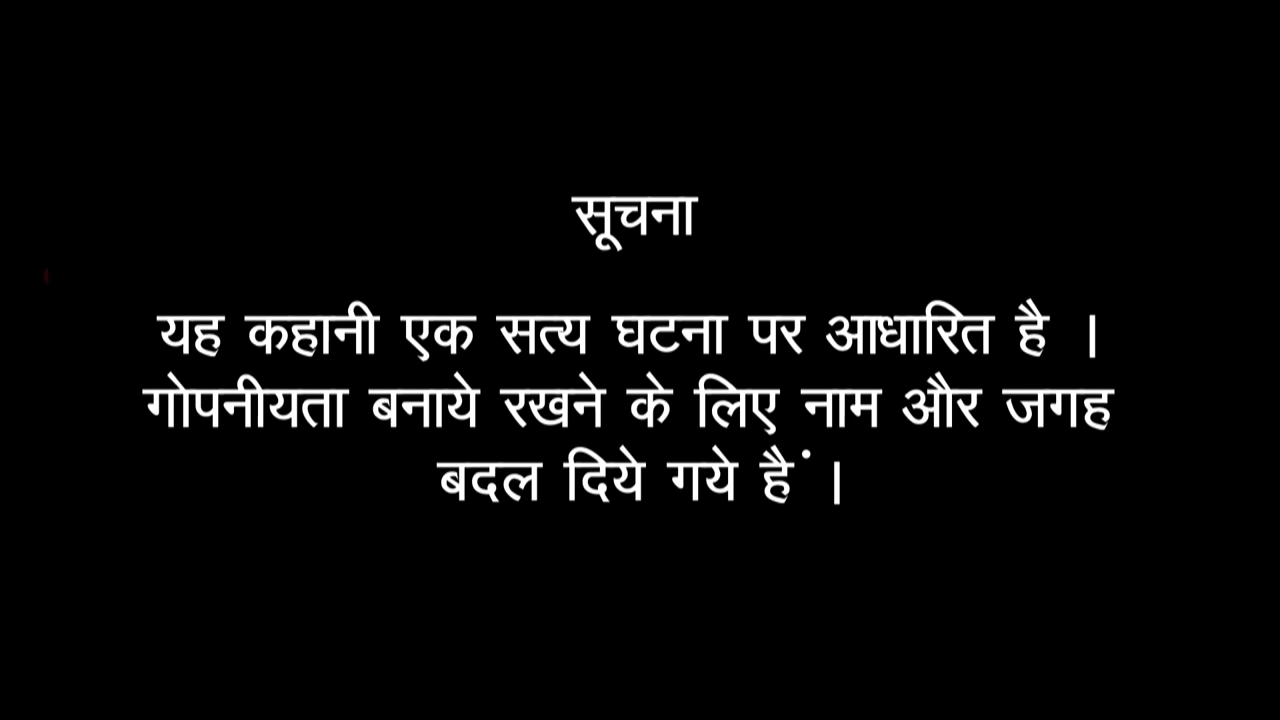 सूचना
यह कहानी एक सत्य घटना पर आधारित है ।
गोपनीयता बनाये रखने के लिए नाम और जगह
बदल दिये गये हैं ।